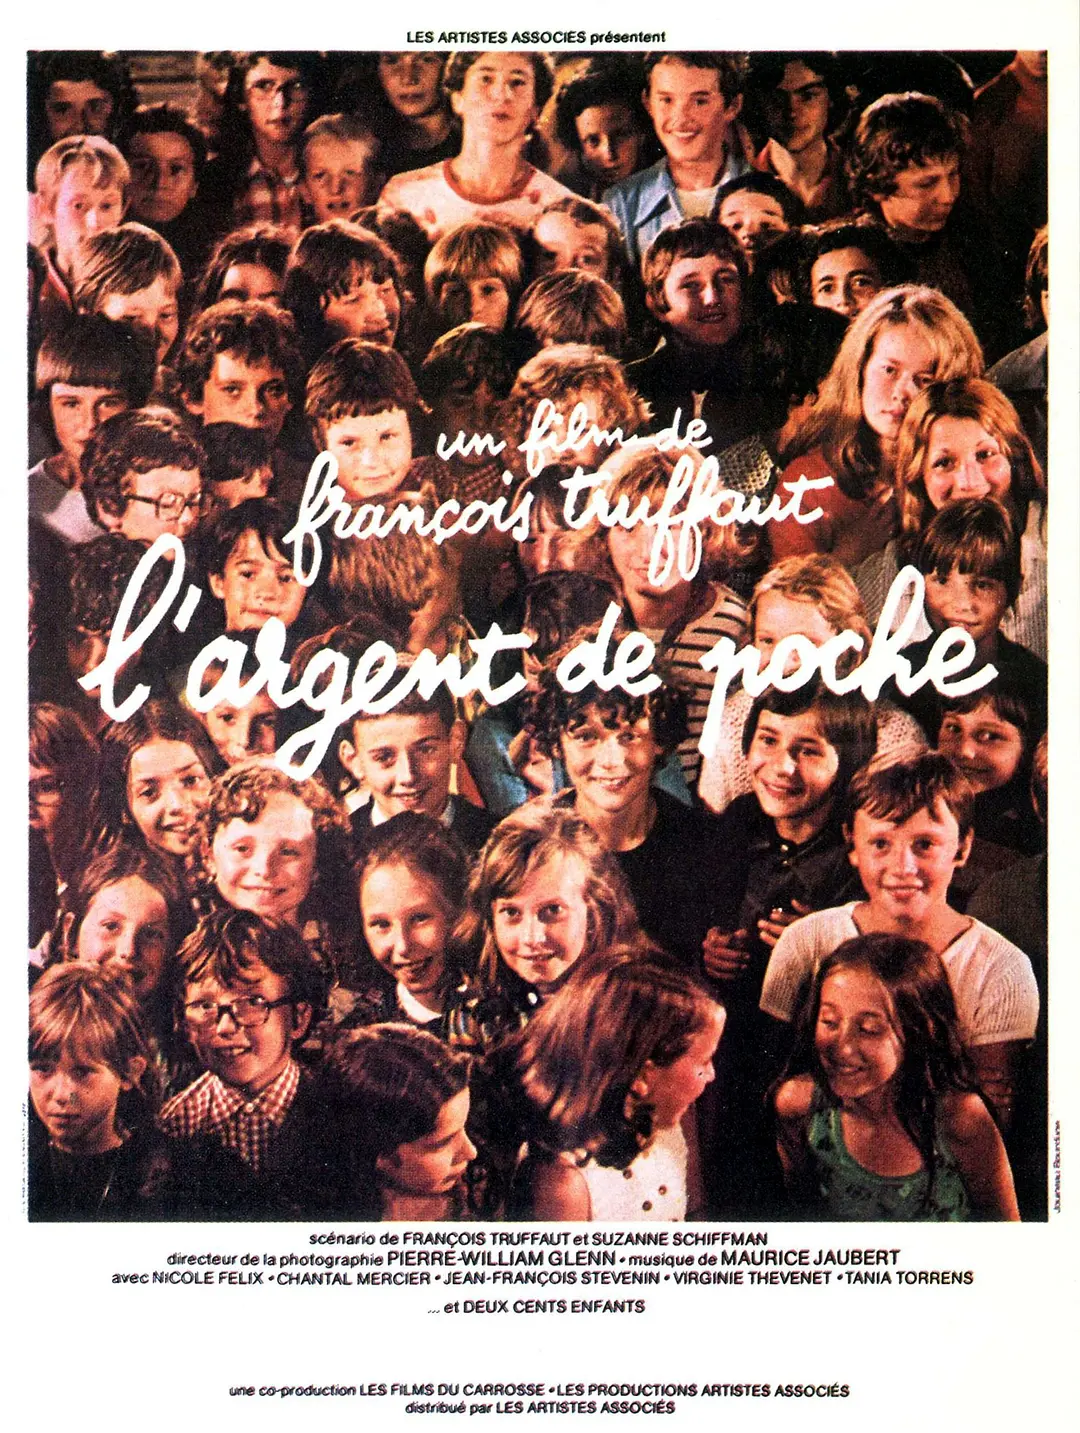 LES ARTISTES ASSOCIÉS présentent
un film de
françois truffaut
l'argent de poche
Jouineau Bourduge
scénario de FRANÇOIS TRUFFAUT et SUZANNE SCHIFFMAN
directeur de la photographie PIERRE-WILLIAM GLENN • musique de MAURICE JAUBERT
avec NICOLE FELIX • CHANTAL MERCIER • JEAN-FRANÇOIS STEVENIN • VIRGINIE THEVENET • TANIA TORRENS
... et DEUX CENTS ENFANTS
une co-production LES FILMS DU CARROSSE • LES PRODUCTIONS ARTISTES ASSOCIÉS
distribué par LES ARTISTES ASSOCIÉS